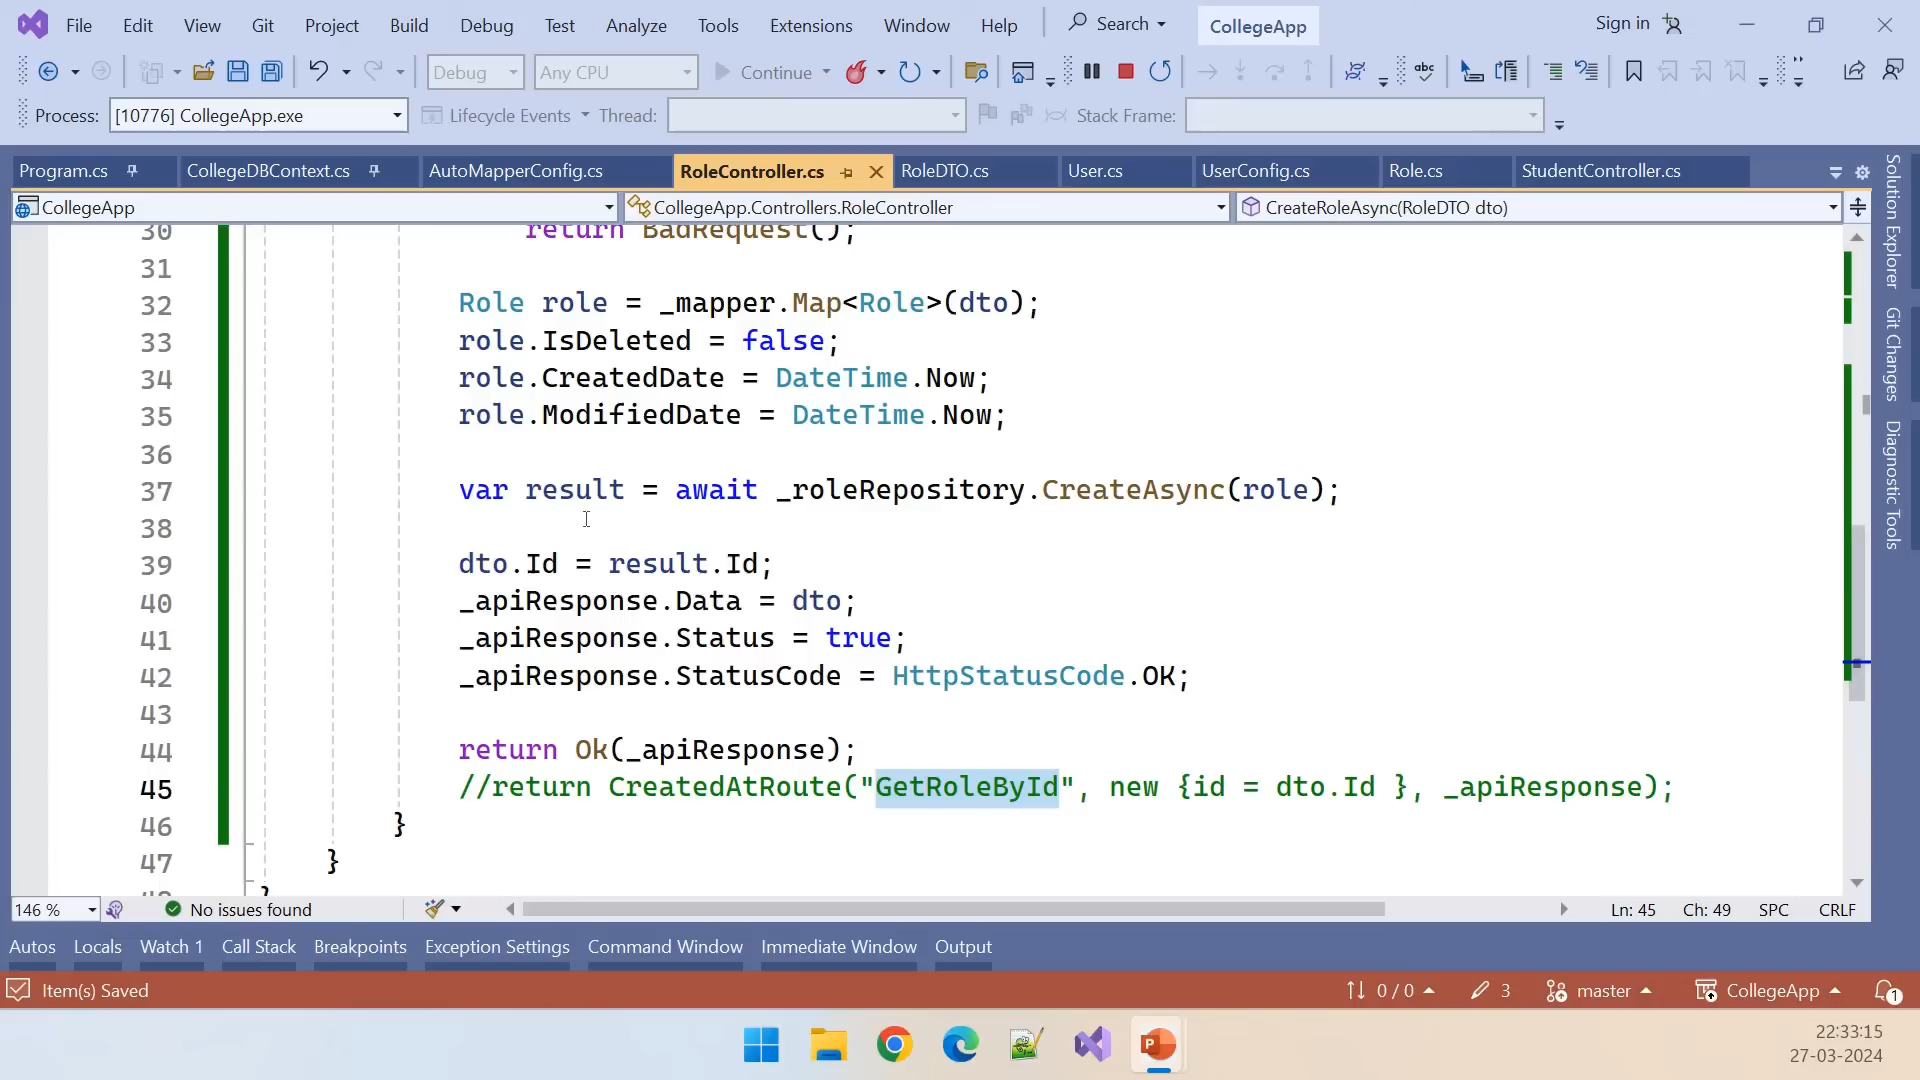 File Edit View Git Project Build Debug Test Analyze Tools Extensions Window Help Search CollegeApp Sign in
Debug Any CPU Continue
Process: [10776] CollegeApp.exe Lifecycle Events Thread: Stack Frame:
Program.cs CollegeDBContext.cs AutoMapperConfig.cs RoleController.cs RoleDTO.cs User.cs UserConfig.cs Role.cs StudentController.cs
CollegeApp CollegeApp.Controllers.RoleController CreateRoleAsync(RoleDTO dto)
30 return BadRequest();
31
32 Role role = _mapper.Map<Role>(dto);
33 role.IsDeleted = false;
34 role.CreatedDate = DateTime.Now;
35 role.ModifiedDate = DateTime.Now;
36
37 var result = await _roleRepository.CreateAsync(role);
38
39 dto.Id = result.Id;
40 _apiResponse.Data = dto;
41 _apiResponse.Status = true;
42 _apiResponse.StatusCode = HttpStatusCode.OK;
43
44 return Ok(_apiResponse);
45 //return CreatedAtRoute("GetRoleById", new {id = dto.Id }, _apiResponse);
46 }
47 }
}
Solution Explorer
Git Changes
Diagnostic Tools
146 % No issues found Ln: 45 Ch: 49 SPC CRLF
Autos Locals Watch 1 Call Stack Breakpoints Exception Settings Command Window Immediate Window Output
Item(s) Saved 0 / 0 3 master CollegeApp 1
22:33:15
27-03-2024